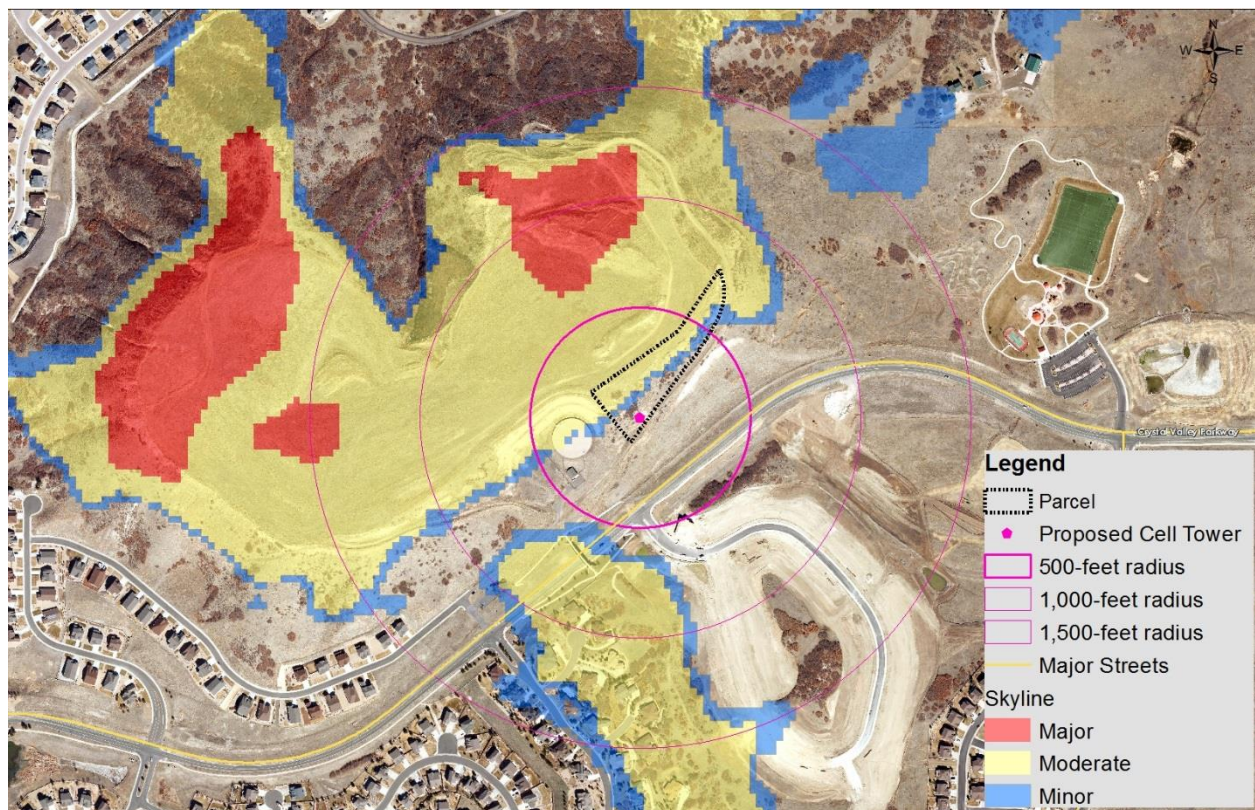 N
W E
S
Crystal Valley Parkway
Legend
Parcel
Proposed Cell Tower
500-feet radius
1,000-feet radius
1,500-feet radius
Major Streets
Skyline
Major
Moderate
Minor